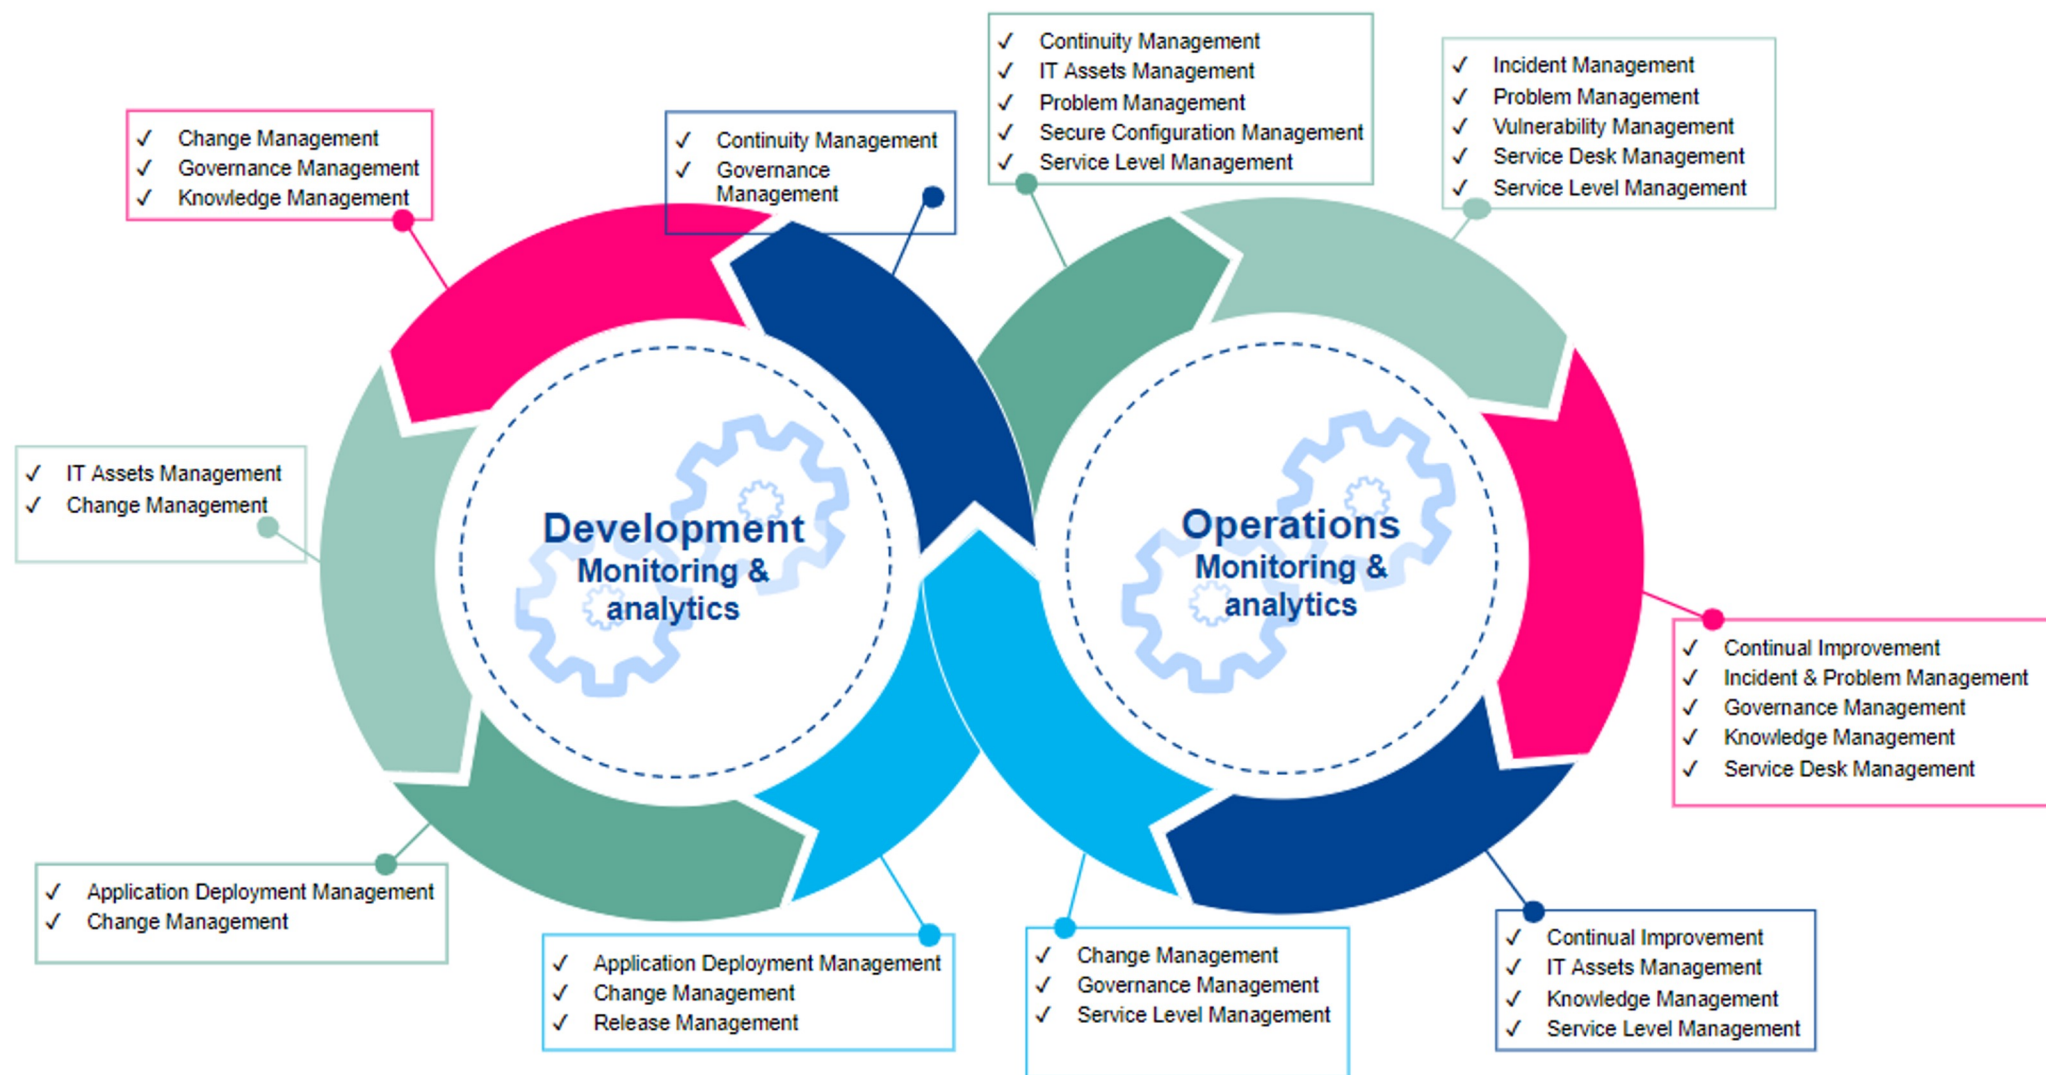 ✓ Change Management
✓ Governance Management
✓ Knowledge Management
✓ Continuity Management
✓ Governance
Management
✓ Continuity Management
✓ IT Assets Management
✓ Problem Management
✓ Secure Configuration Management
✓ Service Level Management
✓ Incident Management
✓ Problem Management
✓ Vulnerability Management
✓ Service Desk Management
✓ Service Level Management
✓ IT Assets Management
✓ Change Management
Development
Monitoring &
analytics
Operations
Monitoring &
analytics
✓ Continual Improvement
✓ Incident & Problem Management
✓ Governance Management
✓ Knowledge Management
✓ Service Desk Management
✓ Application Deployment Management
✓ Change Management
✓ Application Deployment Management
✓ Change Management
✓ Release Management
✓ Change Management
✓ Governance Management
✓ Service Level Management
✓ Continual Improvement
✓ IT Assets Management
✓ Knowledge Management
✓ Service Level Management